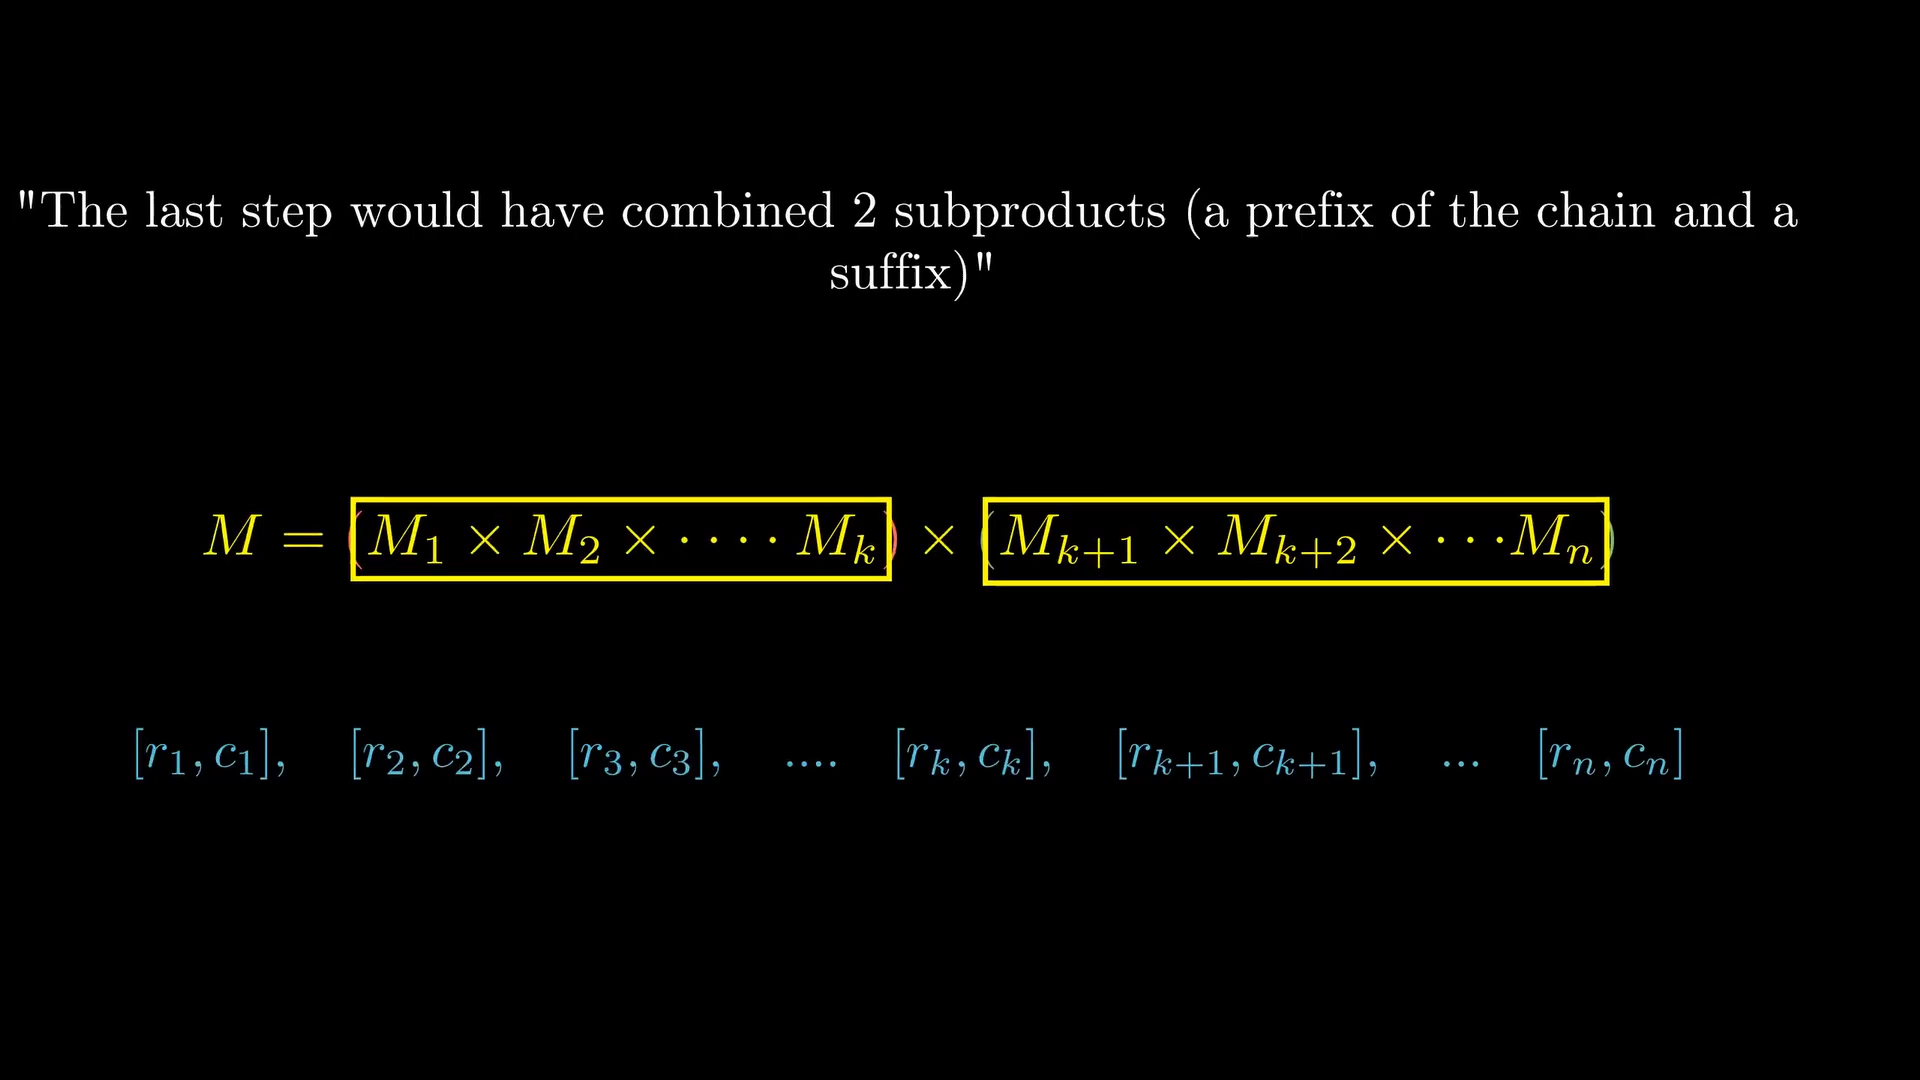 "The last step would have combined 2 subproducts (a prefix of the chain and a
suffix)"
M = (M₁ × M₂ × ···· Mₖ) × (Mₖ₊₁ × Mₖ₊₂ × ···Mₙ)
[r₁, c₁], [r₂, c₂], [r₃, c₃], .... [rₖ, cₖ], [rₖ₊₁, cₖ₊₁], ... [rₙ, cₙ]